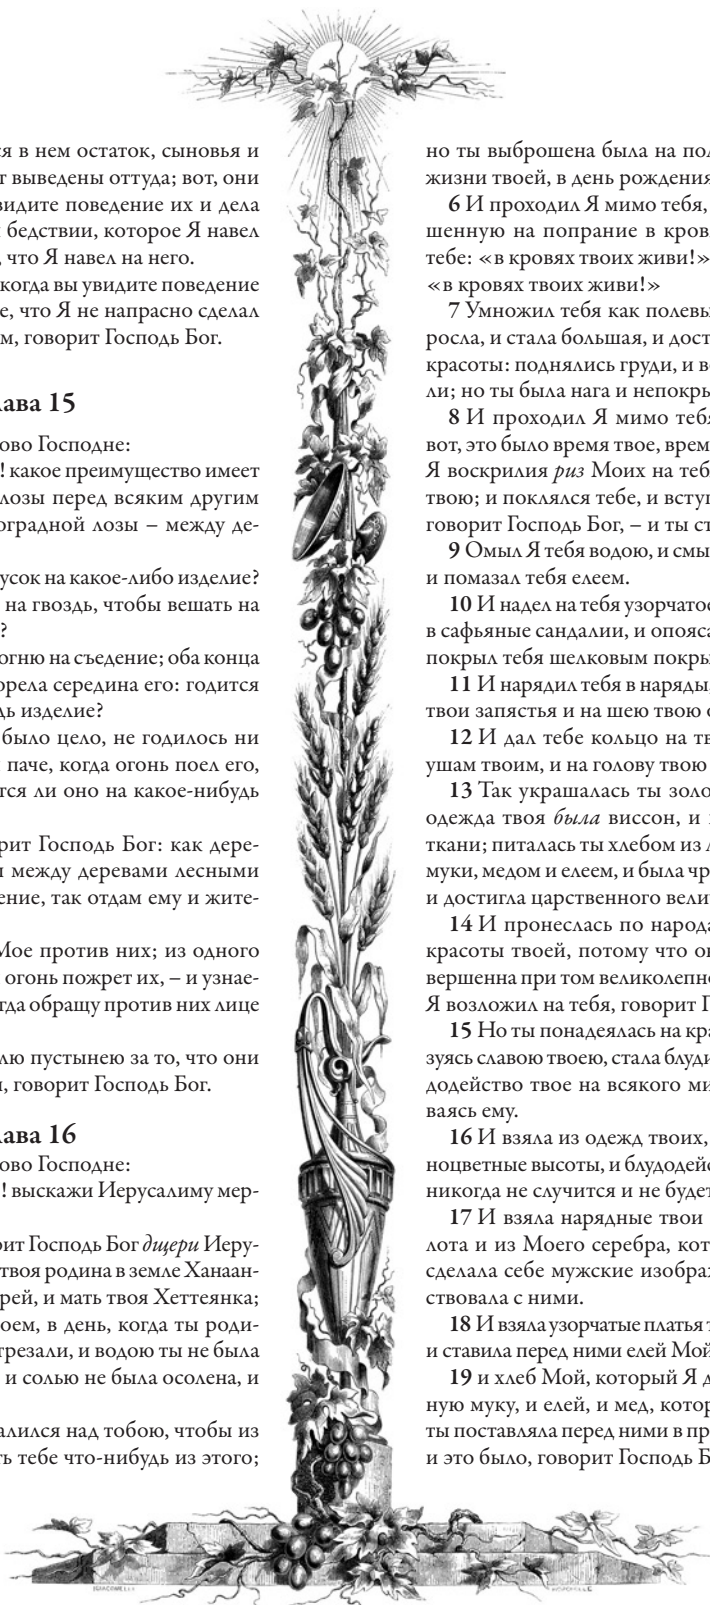 я в нем остаток, сыновья и
т выведены оттуда; вот, они
видите поведение их и дела
бедствии, которое Я навел
что Я навел на него.
когда вы увидите поведение
е, что Я не напрасно сделал
м, говорит Господь Бог.
лава 15
ово Господне:
! какое преимущество имеет
лозы перед всяким другим
оградной лозы – между де-
усок на какое-либо изделие?
на гвоздь, чтобы вешать на
?
огню на съедение; оба конца
орела середина его: годится
дь изделие?
было цело, не годилось ни
паче, когда огонь поел его,
тся ли оно на какое-нибудь
рит Господь Бог: как дере-
между деревами лесными
ение, так отдам ему и жите-
Мое против них; из одного
огонь пожрет их, – и узнае-
гда обращу против них лице
лю пустынею за то, что они
, говорит Господь Бог.
лава 16
ово Господне:
! выскажи Иерусалиму мер-
рит Господь Бог дщери Иеру-
твоя родина в земле Ханаан-
рей, и мать твоя Хеттеянка;
оем, в день, когда ты роди-
трезали, и водою ты не была
и солью не была осолена, и
алился над тобою, чтобы из
ть тебе что-нибудь из этого;
но ты выброшена была на пол
жизни твоей, в день рождения
6 И проходил Я мимо тебя,
шенную на попрание в кров
тебе: «в кровях твоих живи!»
«в кровях твоих живи!»
7 Умножил тебя как полевы
росла, и стала большая, и дост
красоты: поднялись груди, и в
ли; но ты была нага и непокры
8 И проходил Я мимо тебя
вот, это было время твое, врем
Я воскрилия риз Моих на теб
твою; и поклялся тебе, и вступ
говорит Господь Бог, – и ты ст
9 Омыл Я тебя водою, и смы
и помазал тебя елеем.
10 И надел на тебя узорчатое
в сафьяные сандалии, и опояса
покрыл тебя шелковым покры
11 И нарядил тебя в наряды,
твои запястья и на шею твою о
12 И дал тебе кольцо на тв
ушам твоим, и на голову твою
13 Так украшалась ты золо
одежда твоя была виссон, и
ткани; питалась ты хлебом из л
муки, медом и елеем, и была чр
и достигла царственного вели
14 И пронеслась по народа
красоты твоей, потому что он
вершенна при том великолепно
Я возложил на тебя, говорит Г
15 Но ты понадеялась на кра
зуясь славою твоею, стала блуди
додейство твое на всякого ми
ваясь ему.
16 И взяла из одежд твоих,
ноцветные высоты, и блудодейс
никогда не случится и не будет
17 И взяла нарядные твои
лота и из Моего серебра, кот
сделала себе мужские изображ
ствовала с ними.
18 И взяла узорчатые платья т
и ставила перед ними елей Мой
19 и хлеб Мой, который Я д
ную муку, и елей, и мед, котор
ты поставляла перед ними в пр
и это было, говорит Господь Б